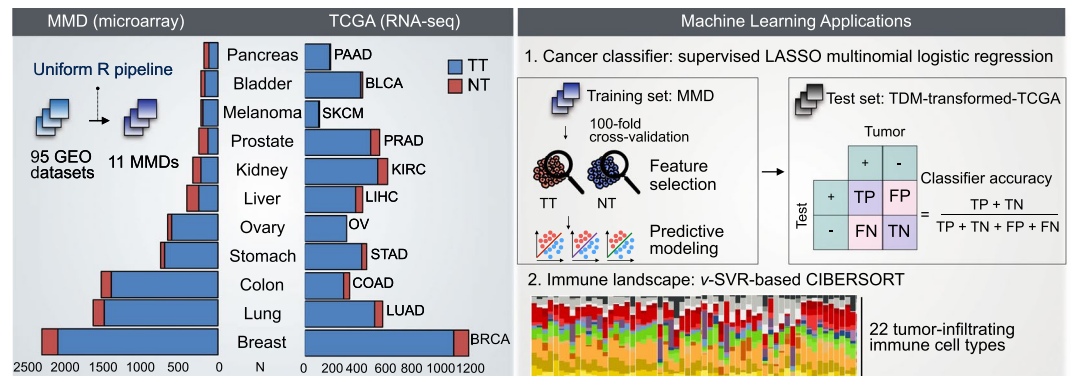 MMD (microarray)
TCGA (RNA-seq)
Machine Learning Applications
Uniform R pipeline
95 GEO
datasets
11 MMDs
Pancreas
Bladder
Melanoma
Prostate
Kidney
Liver
Ovary
Stomach
Colon
Lung
Breast
PAAD
BLCA
SKCM
PRAD
KIRC
LIHC
OV
STAD
COAD
LUAD
BRCA
TT
NT
2500 2000 1500 1000 500 0 N 0 200 400 600 800 1000 1200
1. Cancer classifier: supervised LASSO multinomial logistic regression
Training set: MMD
100-fold
cross-validation
Feature
selection
TT NT
Predictive
modeling
Test set: TDM-transformed-TCGA
Tumor
+ -
Test
+ TP FP
- FN TN
Classifier accuracy
= TP + TN
TP + TN + FP + FN
2. Immune landscape: v-SVR-based CIBERSORT
22 tumor-infiltrating
immune cell types